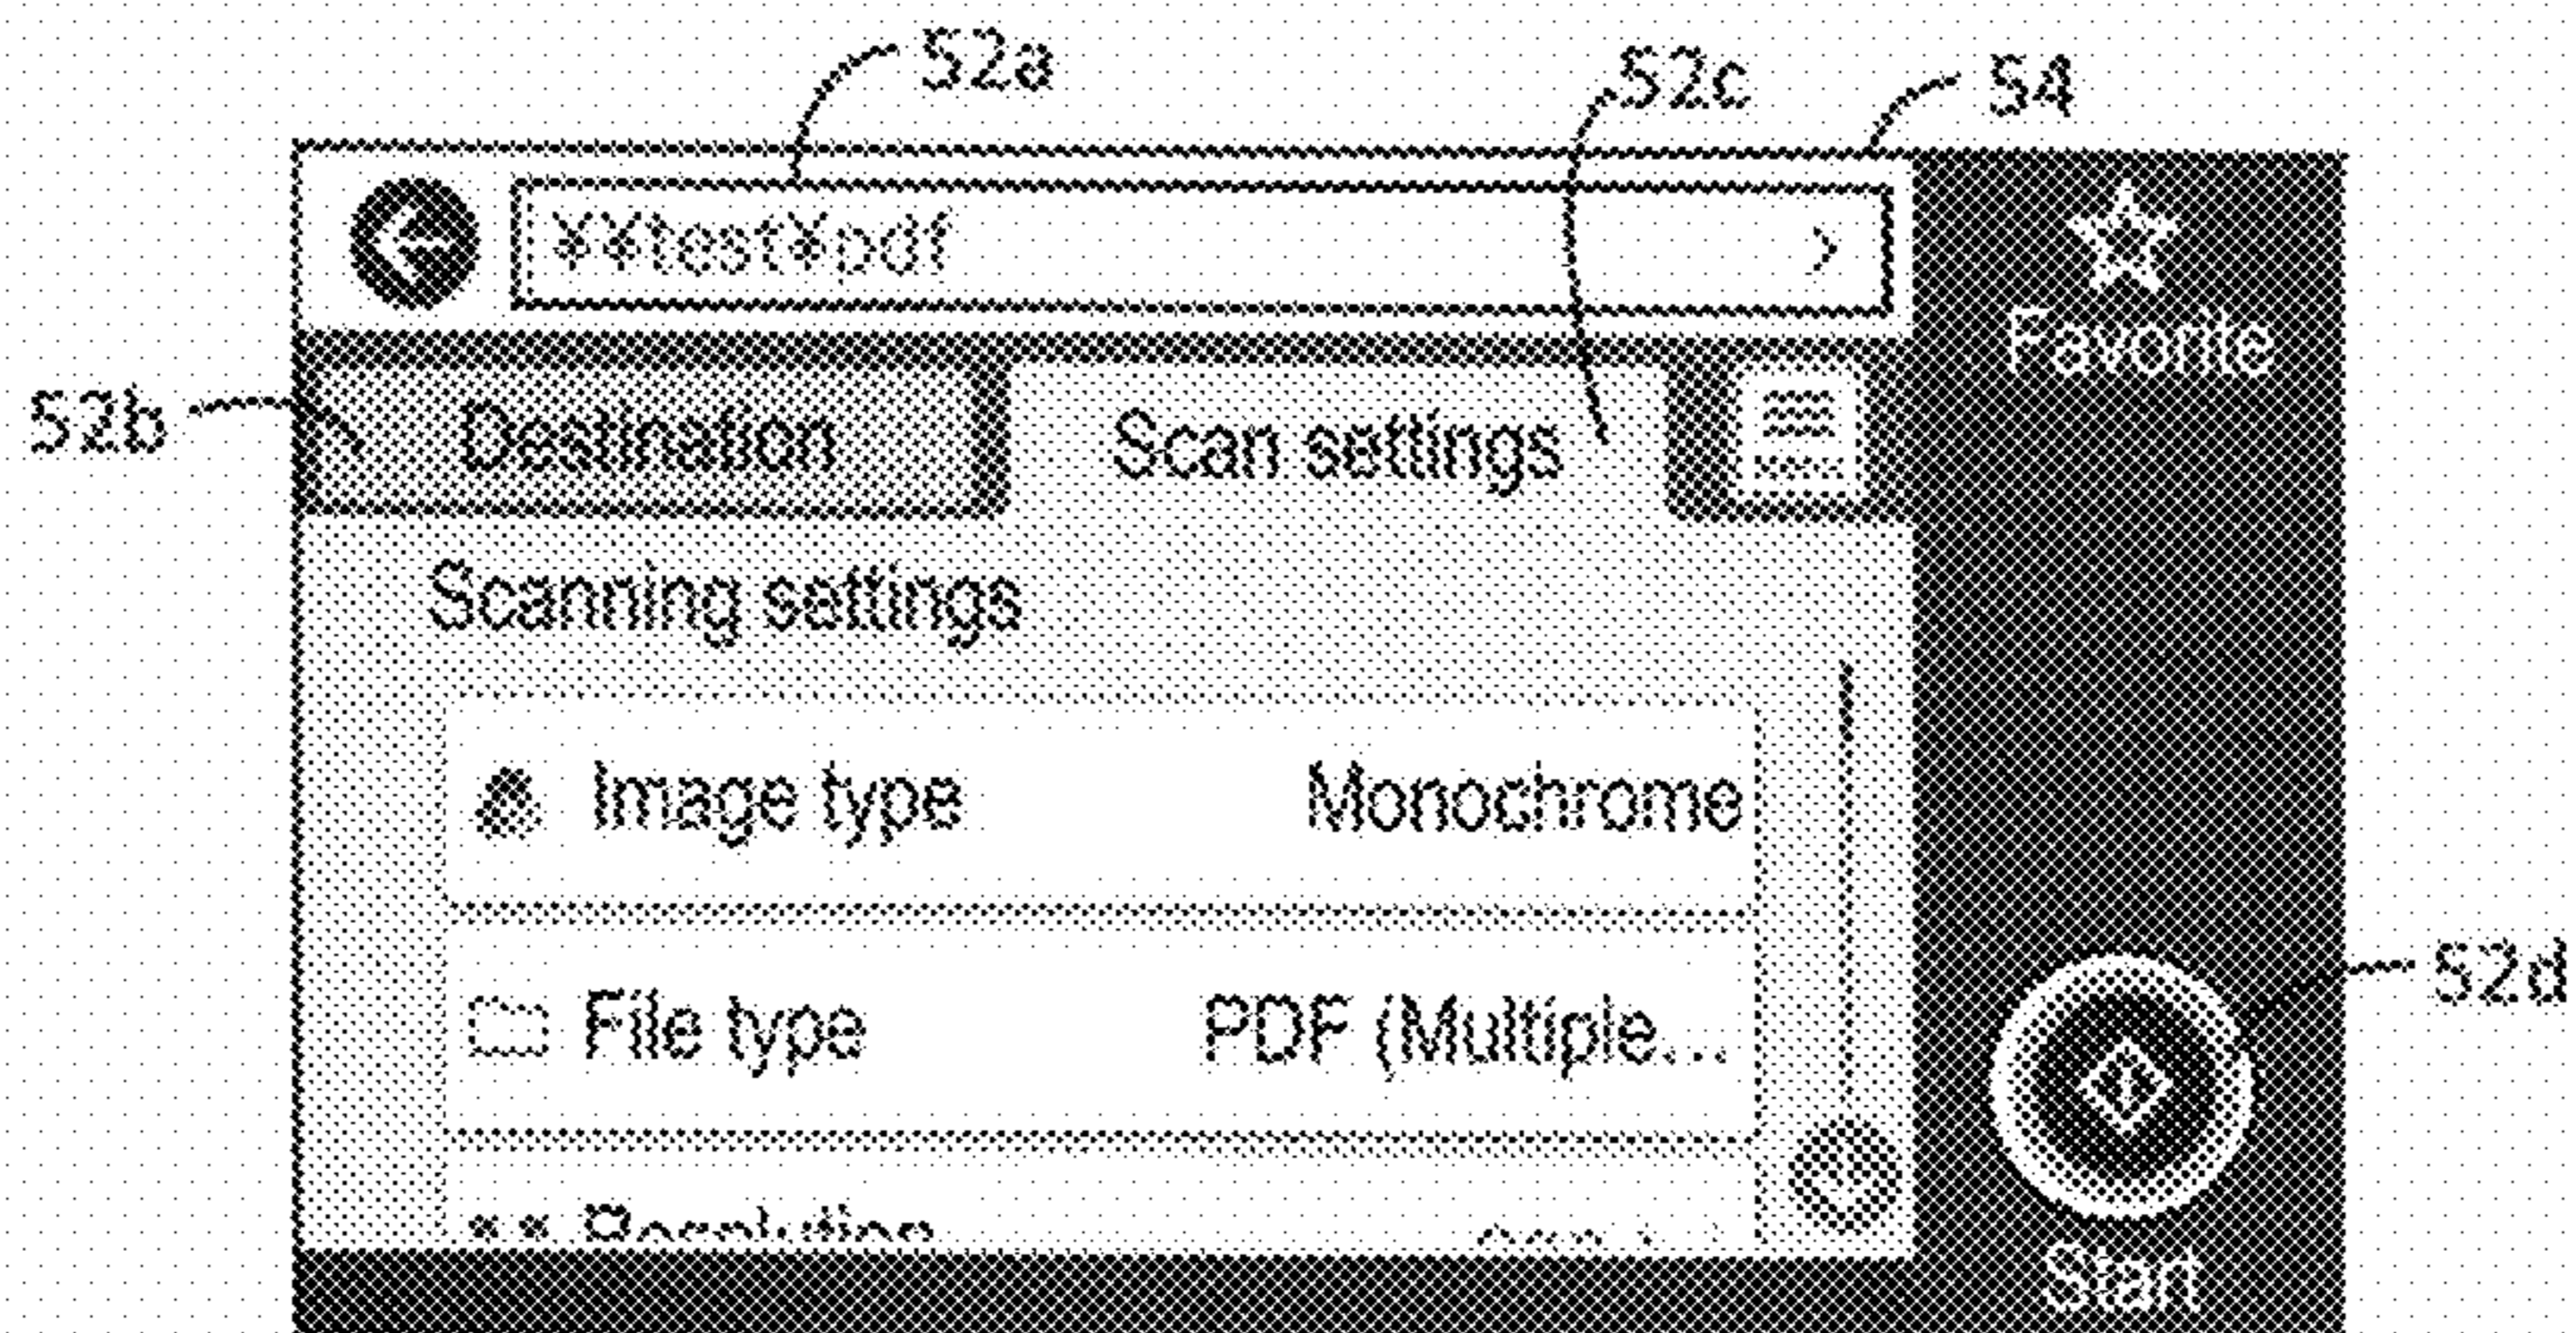 52a
52c
54
¥¥test¥pdf
>
Favorite
52b
Destination
Scan settings
Scanning settings
Image type
Monochrome
File type
PDF (Multiple...
52d
Resolution
Start